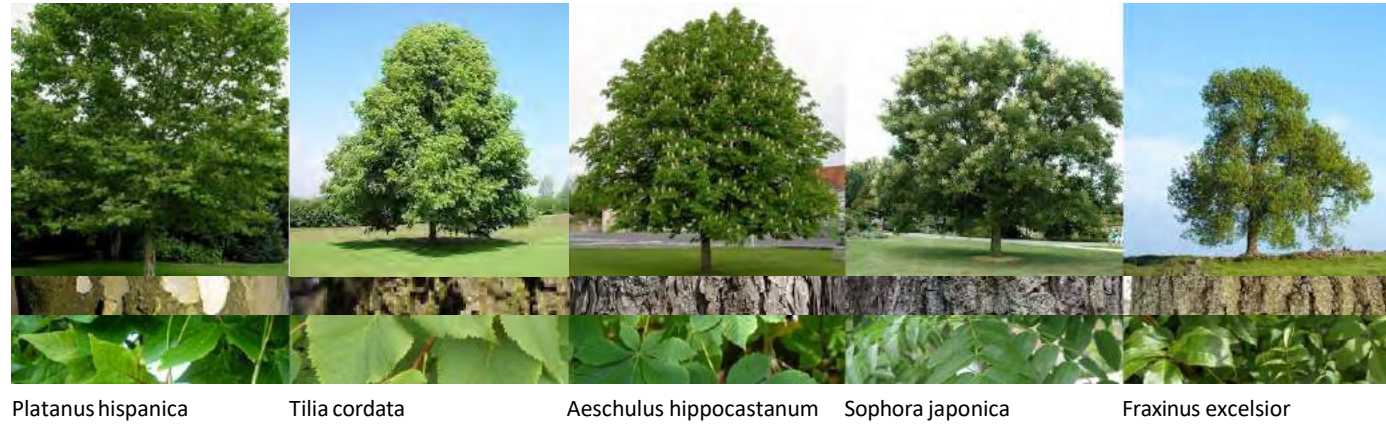 Platanus hispanica
Tilia cordata
Aeschulus hippocastanum
Sophora japonica
Fraxinus excelsior